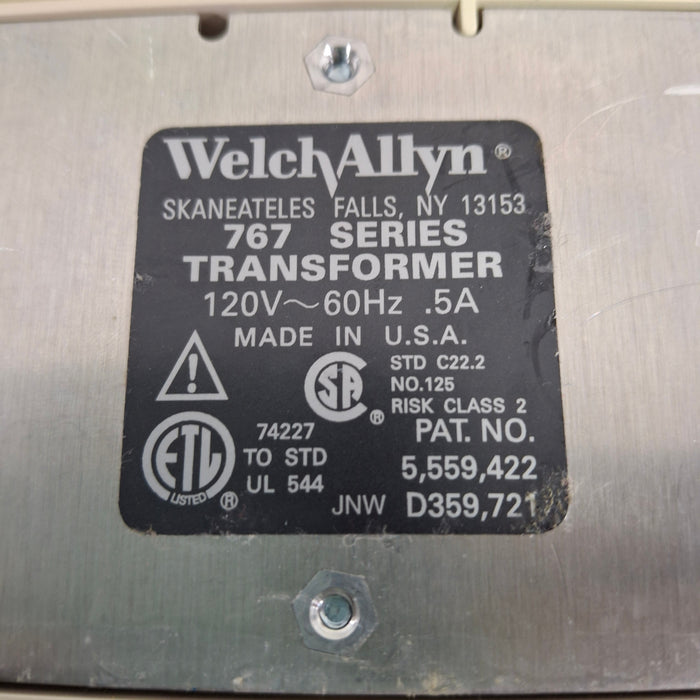 WelchAllyn®
SKANEATELES FALLS, NY 13153
767 SERIES
TRANSFORMER
120V~60Hz .5A
MADE IN U.S.A.
STD C22.2
NO.125
RISK CLASS 2
SA ®
74227
TO STD
UL 544
ETL
LISTED ®
PAT. NO.
5,559,422
JNW D359,721